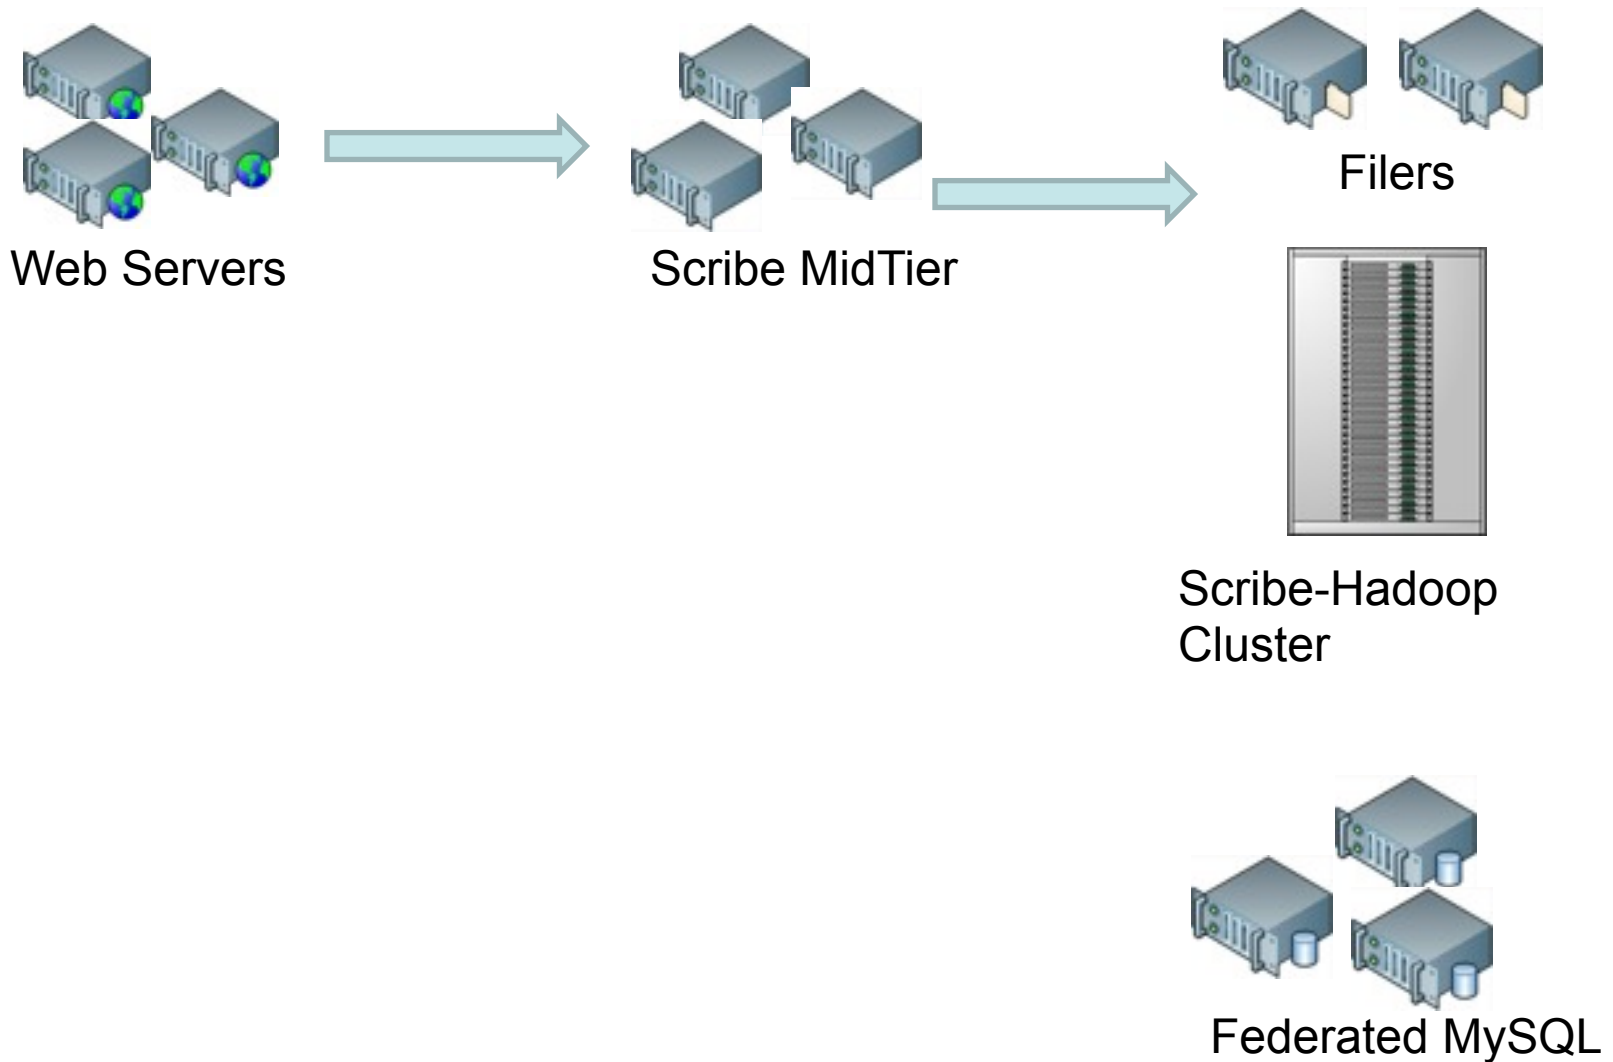 Filers
Web Servers
Scribe MidTier
Scribe-Hadoop
Cluster
Federated MySQL